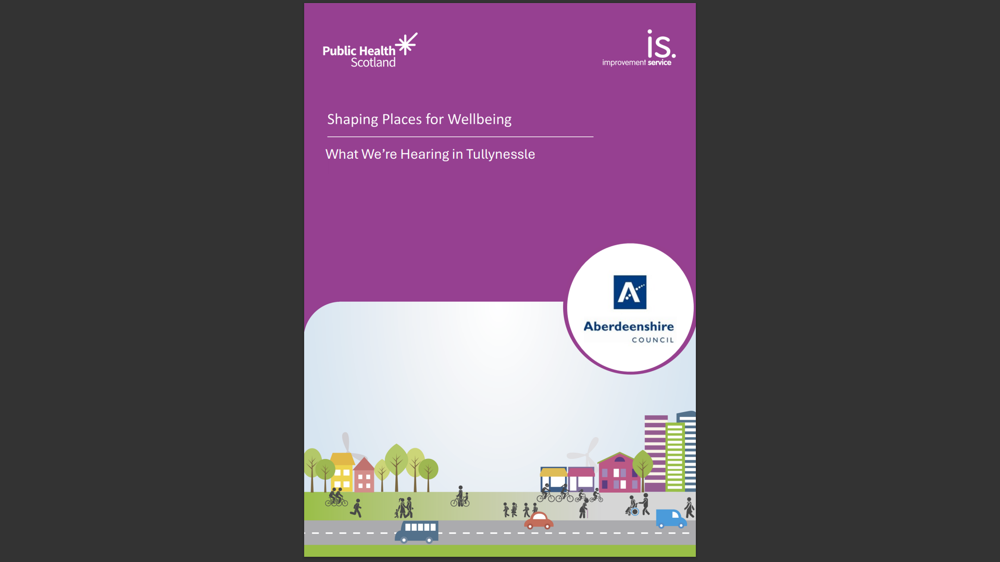 Public Health
Scotland
is.
improvement service
Shaping Places for Wellbeing
What We’re Hearing in Tullynessle
A
Aberdeenshire
COUNCIL